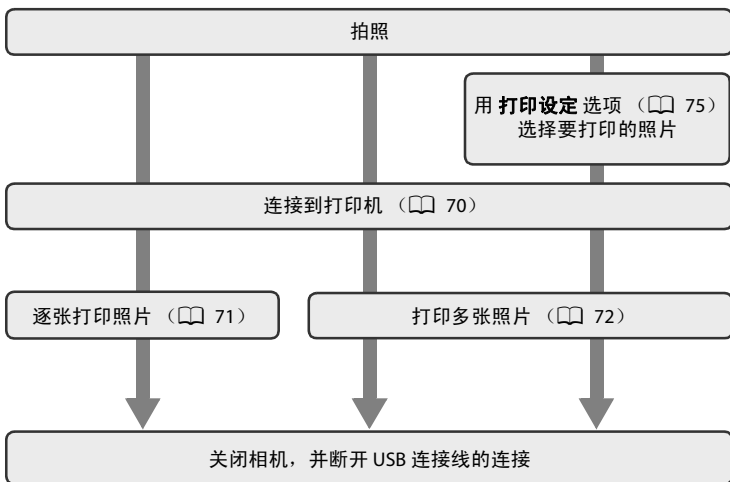 拍照
用 打印设定 选项 (📖 75)
选择要打印的照片
连接到打印机 (📖 70)
逐张打印照片 (📖 71)
打印多张照片 (📖 72)
关闭相机，并断开 USB 连接线的连接